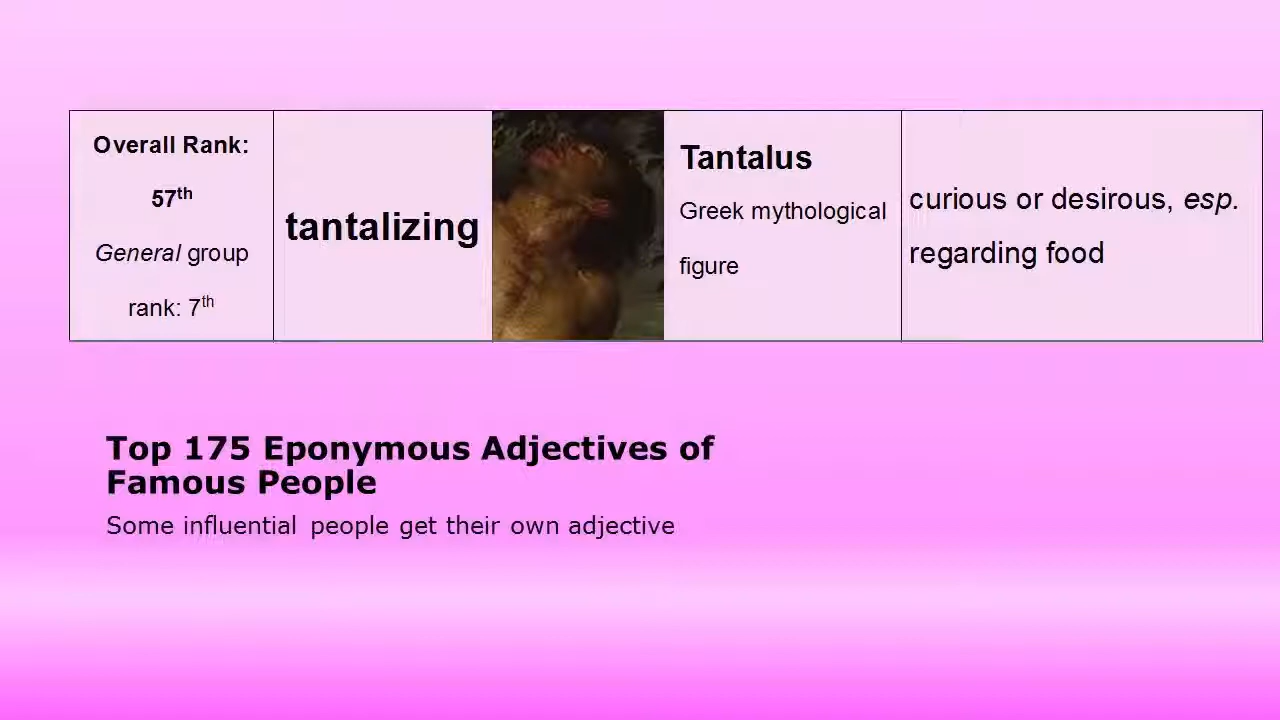 Overall Rank:
57th
General group
rank: 7th
tantalizing
Tantalus
Greek mythological
figure
curious or desirous, esp.
regarding food
Top 175 Eponymous Adjectives of
Famous People
Some influential people get their own adjective